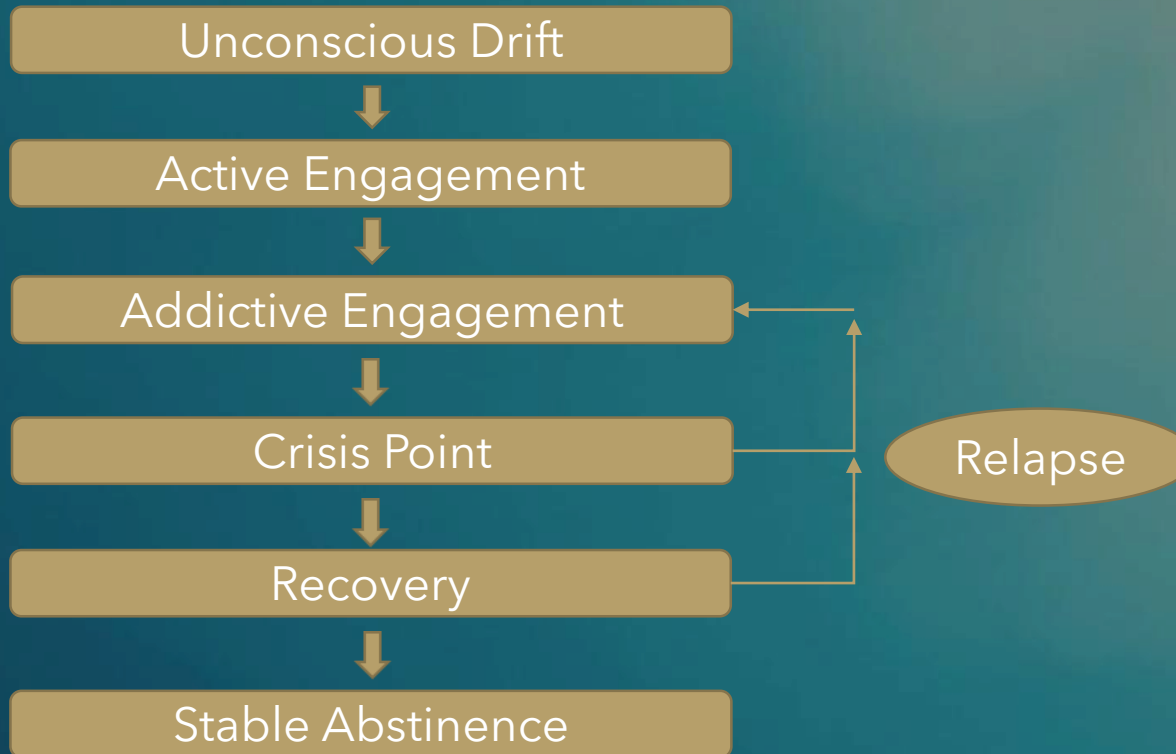 Unconscious Drift
Active Engagement
Addictive Engagement
Crisis Point
Relapse
Recovery
Stable Abstinence